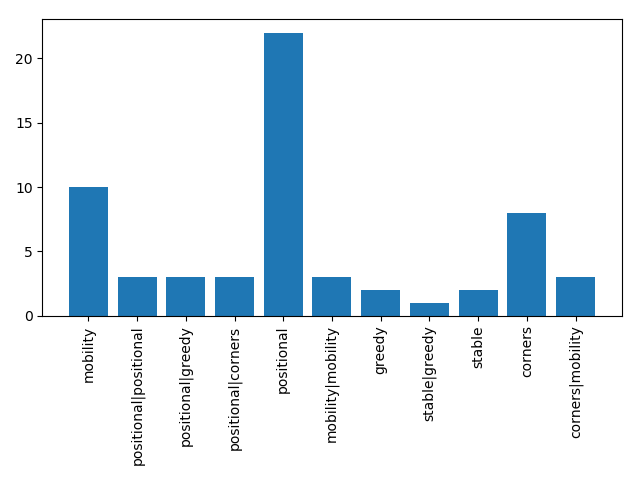 20
15
10
5
0
mobility
positional|positional
positional|greedy
positional|corners
positional
mobility|mobility
greedy
stable|greedy
stable
corners
corners|mobility